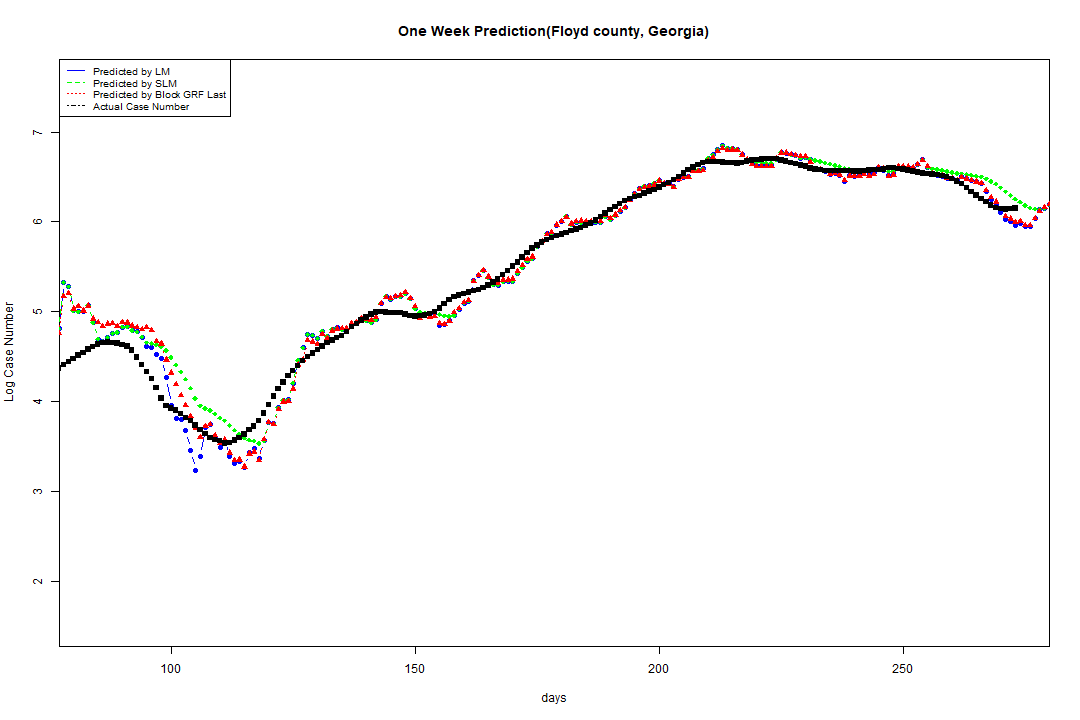 One Week Prediction(Floyd county, Georgia)
Predicted by LM
Predicted by SLM
Predicted by Block GRF Last
Actual Case Number
7
6
5
4
3
2
Log Case Number
100 150 200 250
days